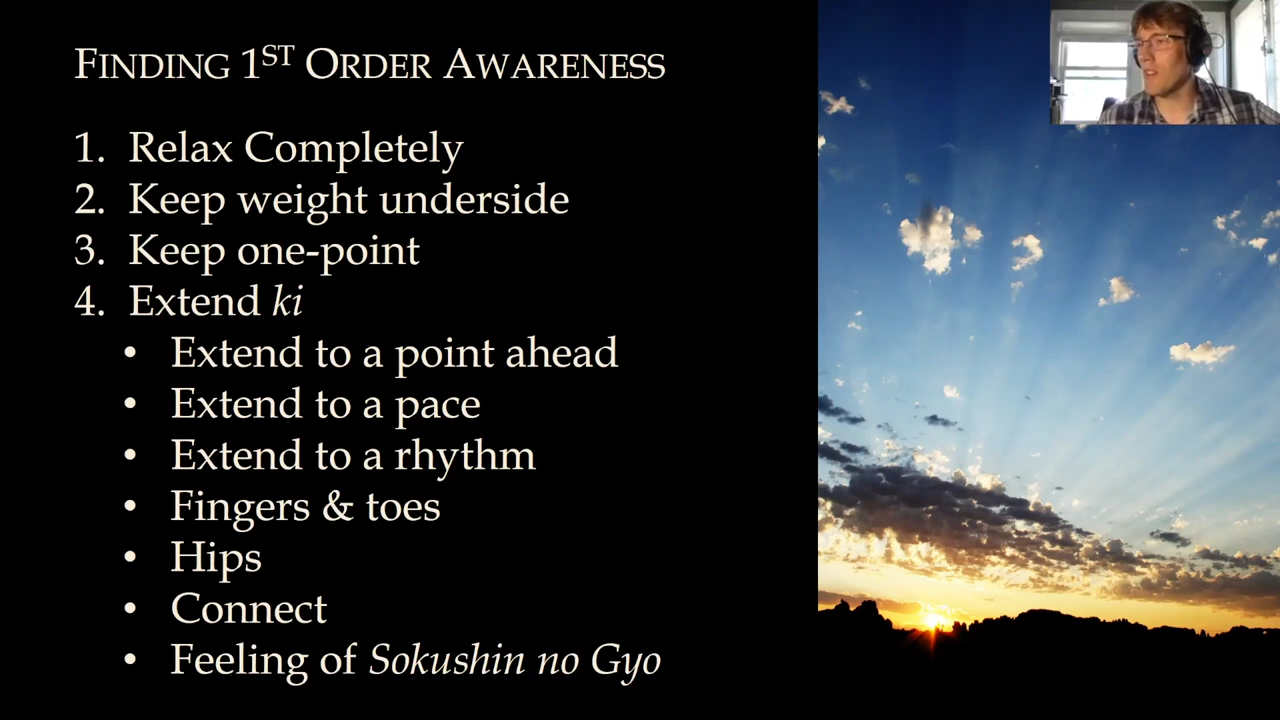 FINDING 1ST ORDER AWARENESS
1. Relax Completely
2. Keep weight underside
3. Keep one-point
4. Extend ki
• Extend to a point ahead
• Extend to a pace
• Extend to a rhythm
• Fingers & toes
• Hips
• Connect
• Feeling of Sokushin no Gyo